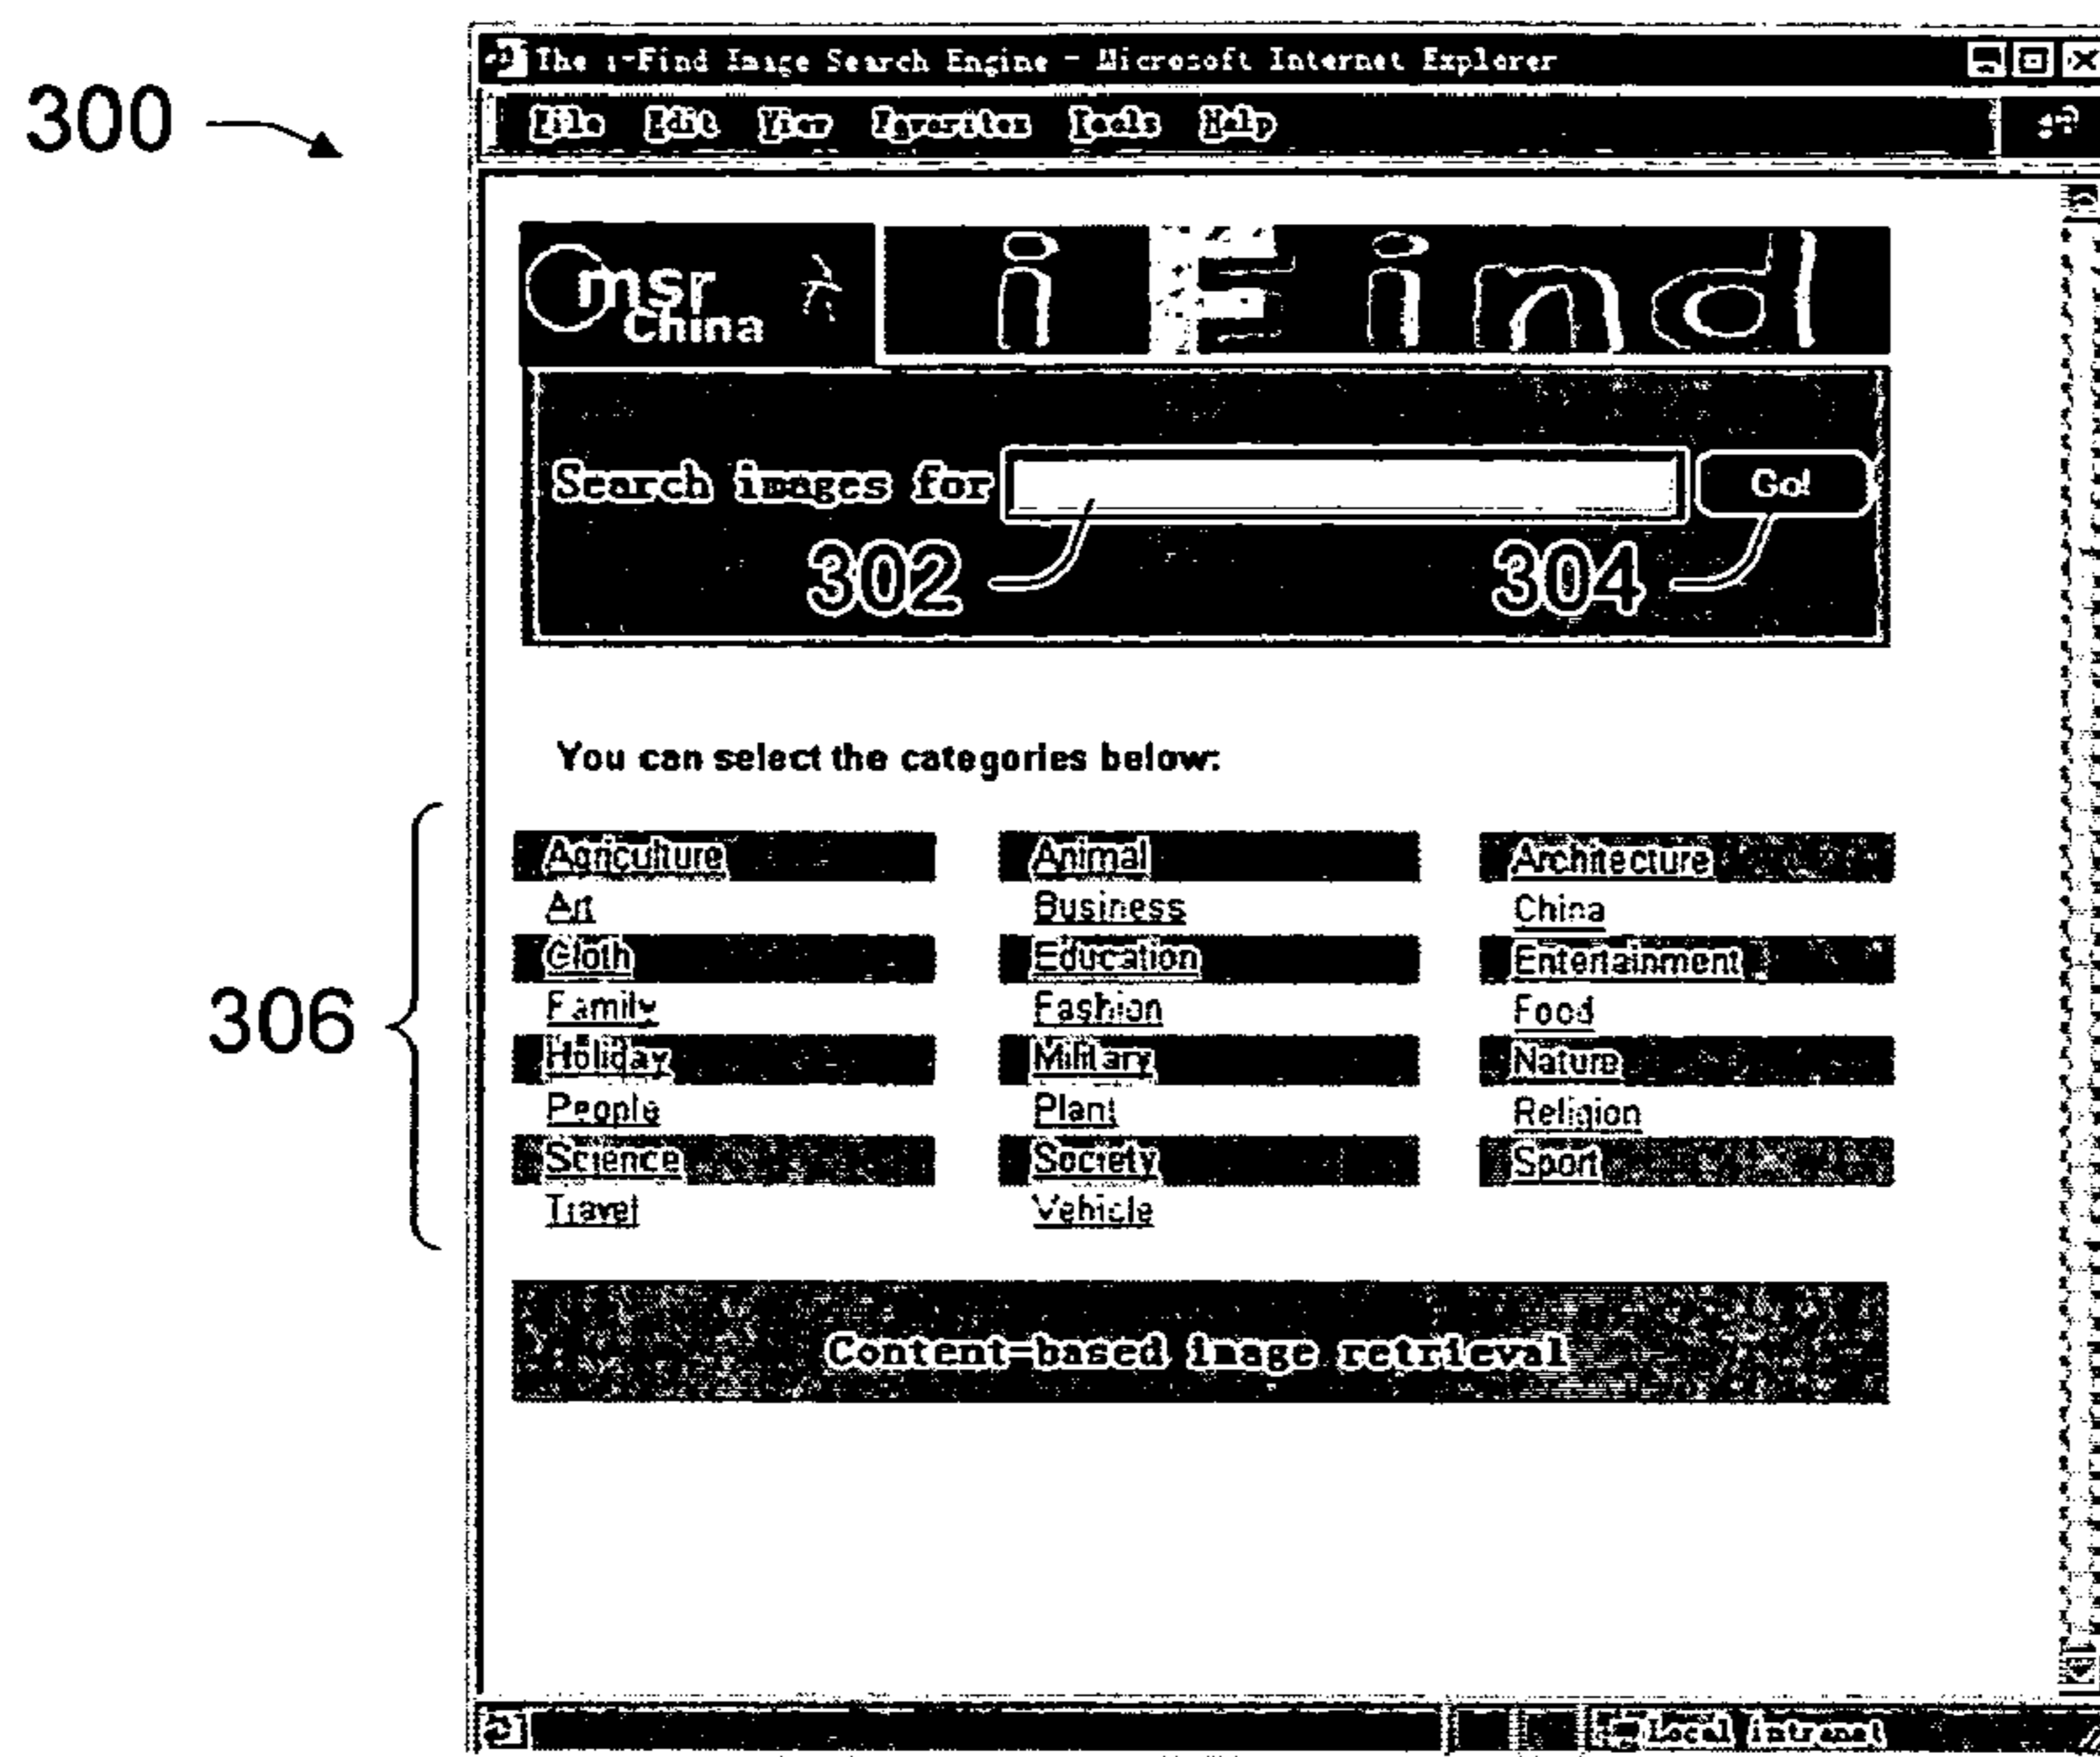 The i-Find Image Search Engine - Microsoft Internet Explorer
300
File Edit View Favorites Tools Help
msr China
i Find
Search images for Go!
302 304
You can select the categories below:
Agriculture Animal Architecture
Art Business China
Cloth Education Entertainment
Family Fashion Food
306
Holiday Military Nature
People Plant Religion
Science Society Sport
Travel Vehicle
Content-based image retrieval
Local intranet